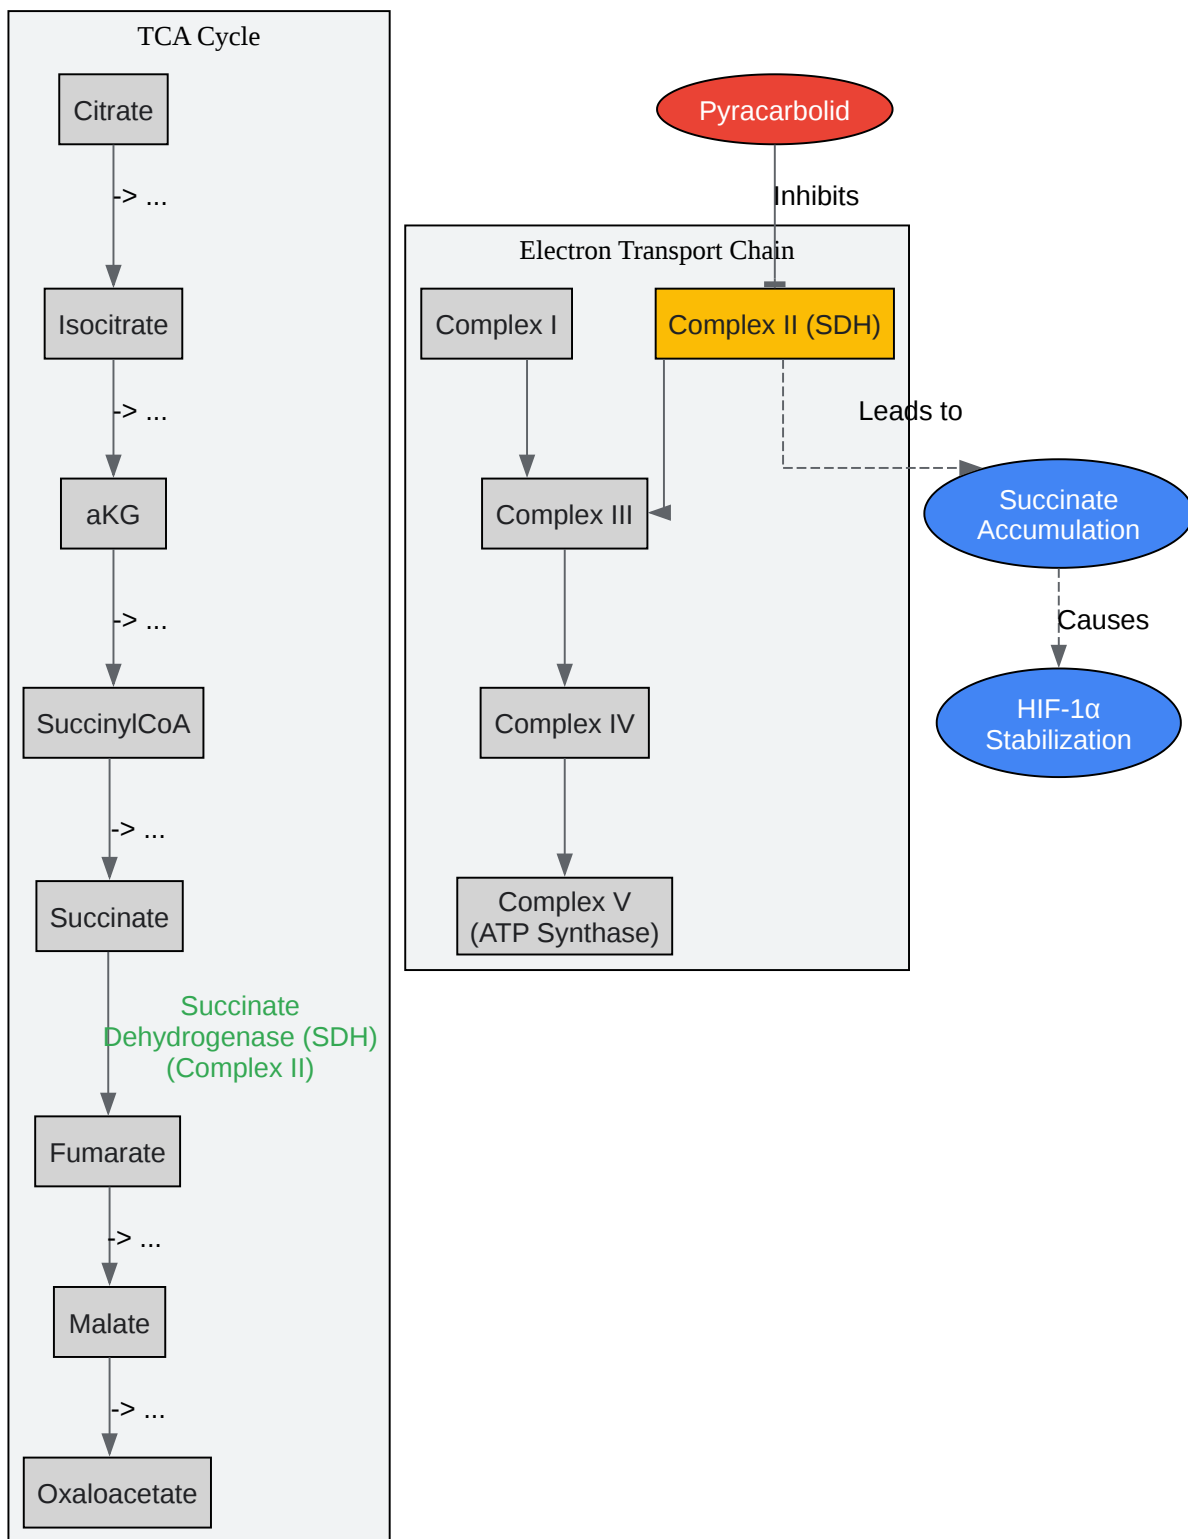 TCA Cycle
Citrate
-> ...
Isocitrate
-> ...
aKG
-> ...
SuccinylCoA
-> ...
Succinate
Succinate
Dehydrogenase (SDH)
(Complex II)
Fumarate
-> ...
Malate
-> ...
Oxaloacetate
Pyracarbolid
Inhibits
Electron Transport Chain
Complex I
Complex II (SDH)
Leads to
Complex III
Succinate
Accumulation
Causes
Complex IV
HIF-1α
Stabilization
Complex V
(ATP Synthase)